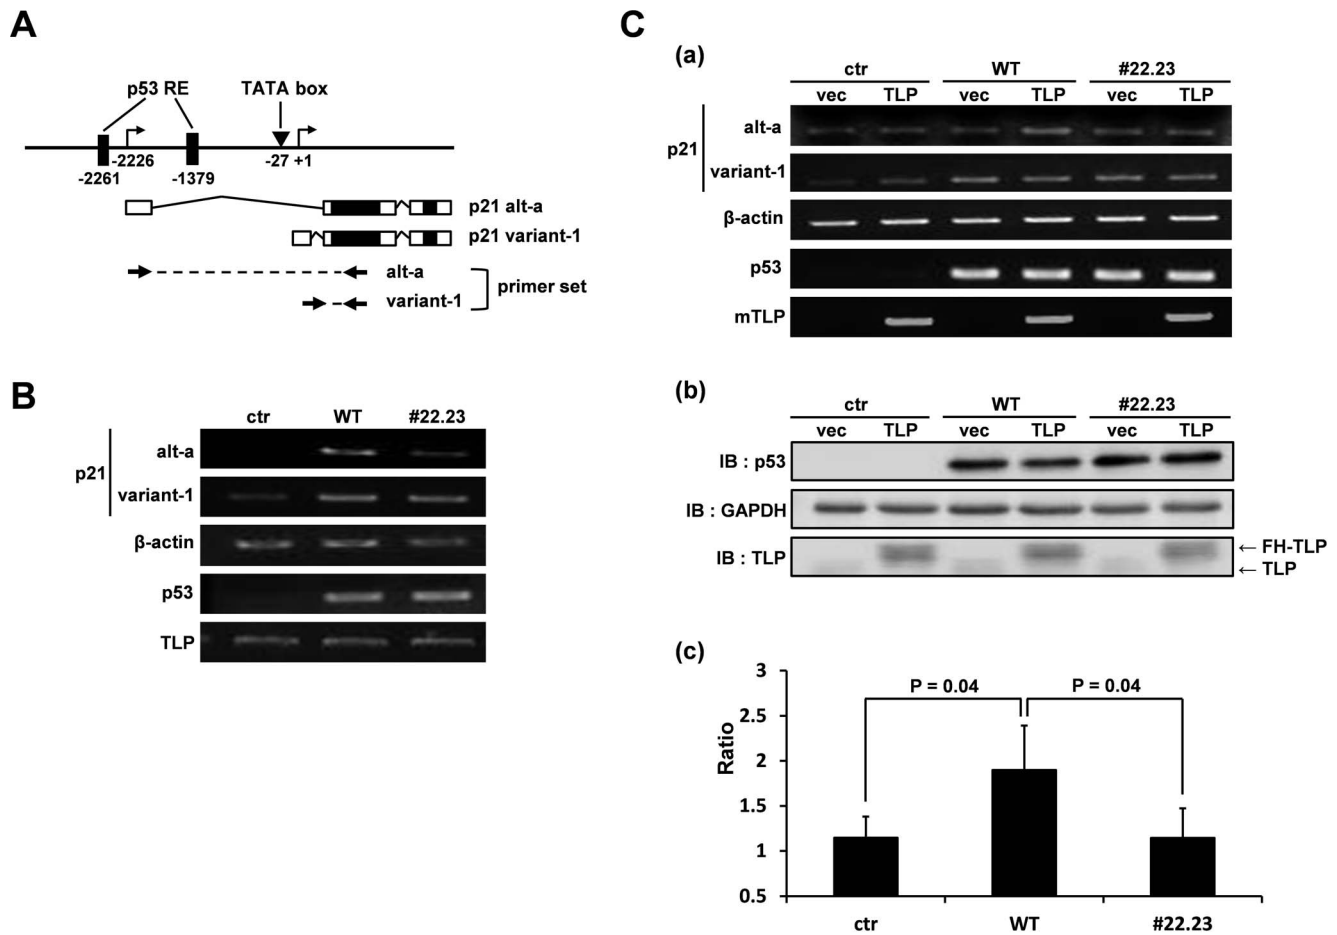 A
p53 RE TATA box
-2226 -27 +1
-2261 -1379
p21 alt-a
p21 variant-1
alt-a
variant-1
primer set
B
ctr WT #22.23
p21
alt-a
variant-1
β-actin
p53
TLP
C
(a)
ctr WT #22.23
vec TLP vec TLP vec TLP
p21
alt-a
variant-1
β-actin
p53
mTLP
(b)
ctr WT #22.23
vec TLP vec TLP vec TLP
IB : p53
IB : GAPDH
IB : TLP
← FH-TLP
← TLP
(c)
Ratio
3
2.5
2
1.5
1
0.5
P = 0.04 P = 0.04
ctr WT #22.23